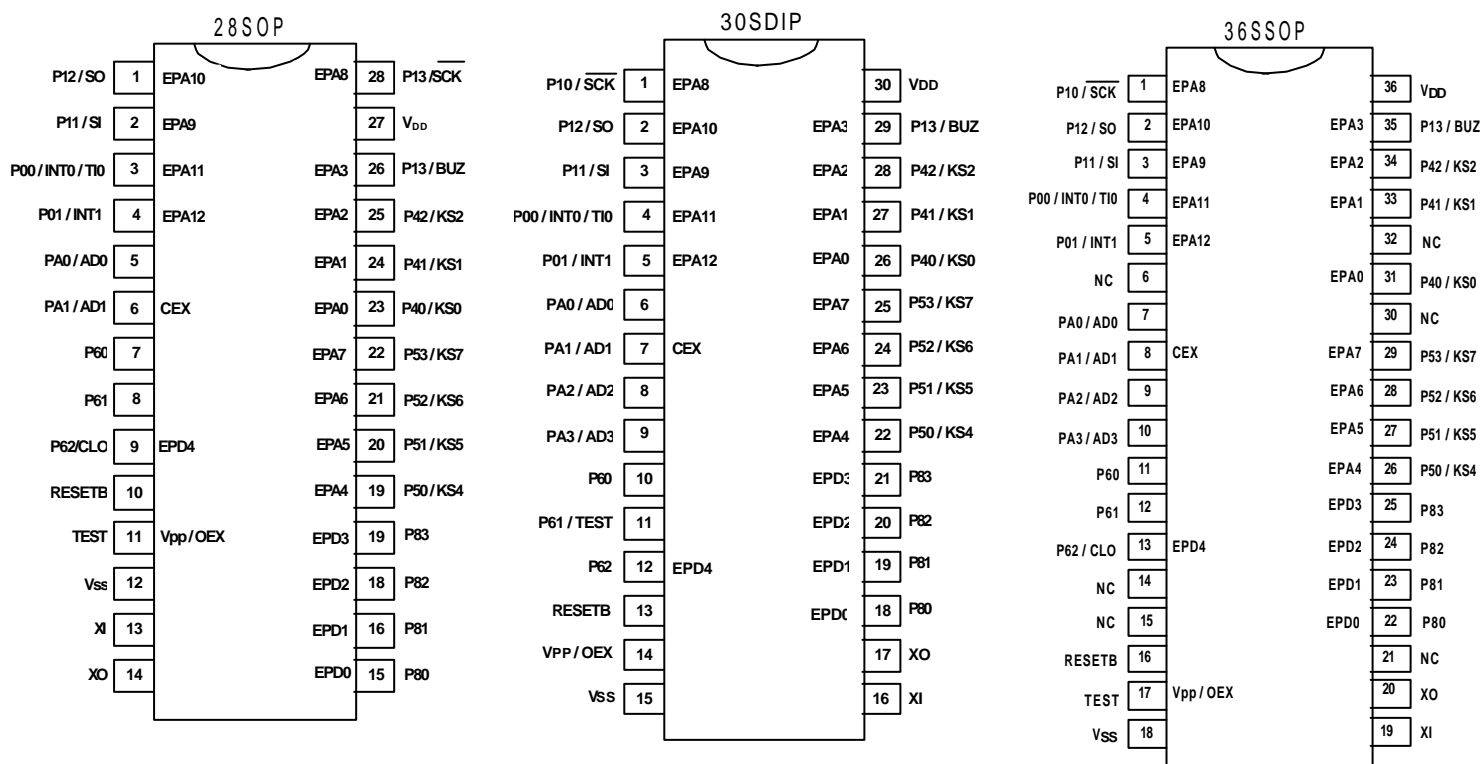 28SOP
P12/SO 1 EPA10 EPA8 28 P13/SCK
P11/SI 2 EPA9 27 VDD
P00/INT0/TI0 3 EPA11 EPA3 26 P13/BUZ
P01/INT1 4 EPA12 EPA2 25 P42/KS2
PA0/AD0 5 EPA1 24 P41/KS1
PA1/AD1 6 CEX EPA0 23 P40/KS0
P60 7 EPA7 22 P53/KS7
P61 8 EPA6 21 P52/KS6
P62/CLO 9 EPD4 EPA5 20 P51/KS5
RESETB 10 EPA4 19 P50/KS4
TEST 11 Vpp/OEX EPD3 19 P83
Vss 12 EPD2 18 P82
XI 13 EPD1 16 P81
XO 14 EPD0 15 P80
30SDIP
P10/SCK 1 EPA8 30 VDD
P12/SO 2 EPA10 EPA3 29 P13/BUZ
P11/SI 3 EPA9 EPA2 28 P42/KS2
P00/INT0/TI0 4 EPA11 EPA1 27 P41/KS1
P01/INT1 5 EPA12 EPA0 26 P40/KS0
PA0/AD0 6 EPA7 25 P53/KS7
PA1/AD1 7 CEX EPA6 24 P52/KS6
PA2/AD2 8 EPA5 23 P51/KS5
PA3/AD3 9 EPA4 22 P50/KS4
P60 10 EPD3 21 P83
P61/TEST 11 EPD2 20 P82
P62 12 EPD4 EPD1 19 P81
RESETB 13 EPD0 18 P80
VPP/OEX 14 17 XO
VSS 15 16 XI
36SSOP
P10/SCK 1 EPA8 36 VDD
P12/SO 2 EPA10 EPA3 35 P13/BUZ
P11/SI 3 EPA9 EPA2 34 P42/KS2
P00/INT0/TI0 4 EPA11 EPA1 33 P41/KS1
P01/INT1 5 EPA12 32 NC
NC 6 EPA0 31 P40/KS0
PA0/AD0 7 30 NC
PA1/AD1 8 CEX EPA7 29 P53/KS7
PA2/AD2 9 EPA6 28 P52/KS6
PA3/AD3 10 EPA5 27 P51/KS5
P60 11 EPA4 26 P50/KS4
P61 12 EPD3 25 P83
P62/CLO 13 EPD4 EPD2 24 P82
NC 14 EPD1 23 P81
NC 15 EPD0 22 P80
RESETB 16 21 NC
TEST 17 Vpp/OEX 20 XO
VSS 18 19 XI